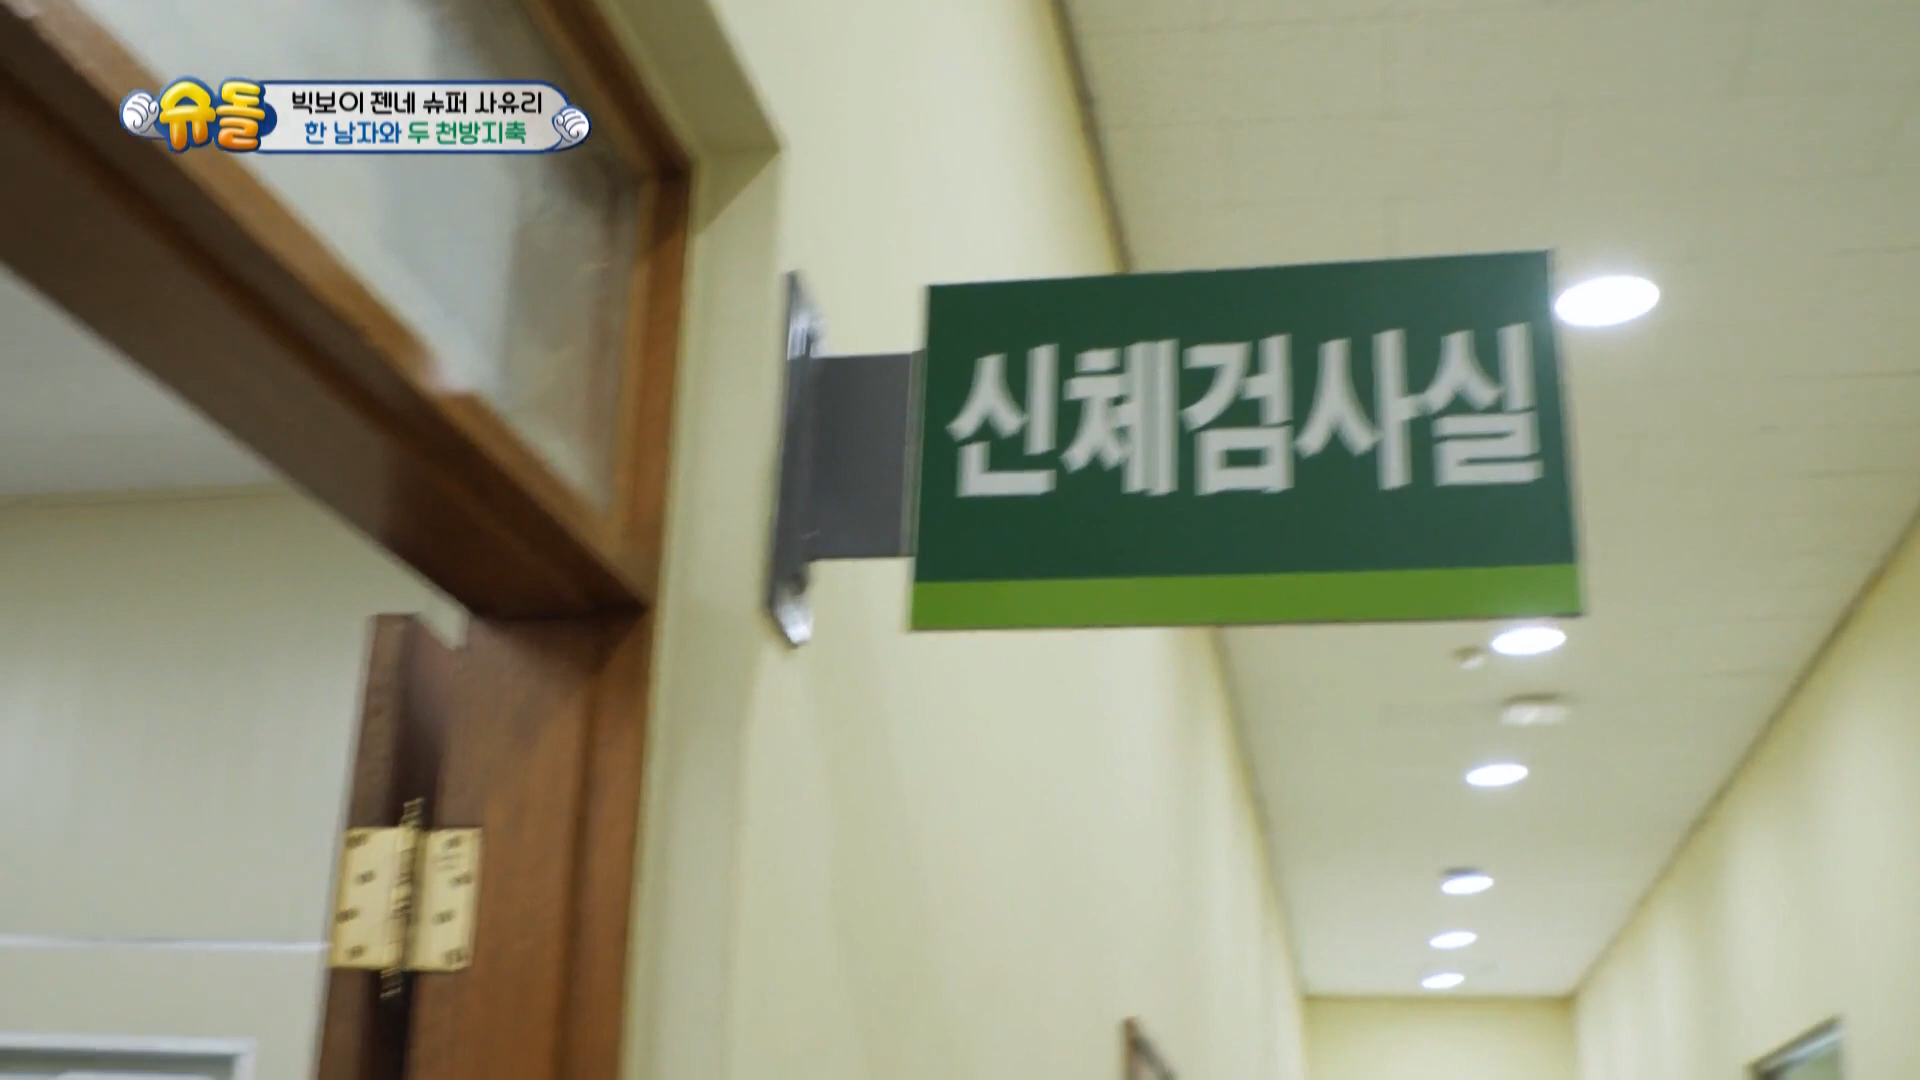 슈돌
빅보이 젠네 슈퍼 사유리
한 남자와 두 천방지축
신체검사실